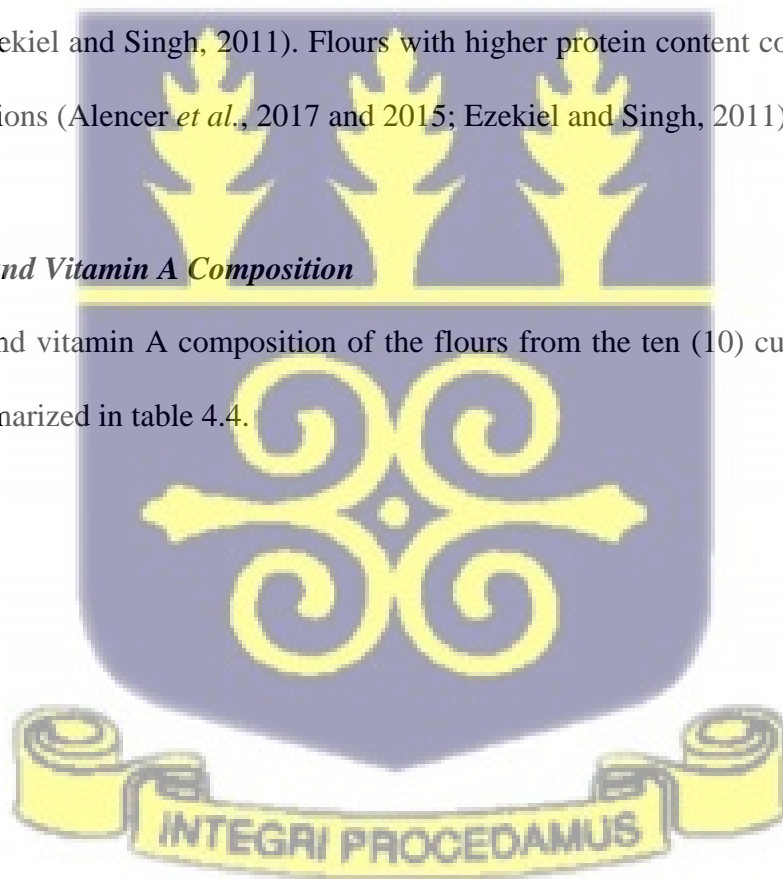 ekiel and Singh, 2011). Flours with higher protein content co
ions (Alencer et al., 2017 and 2015; Ezekiel and Singh, 2011)
nd Vitamin A Composition
nd vitamin A composition of the flours from the ten (10) cu
marized in table 4.4.
INTEGRI PROCEDAMUS